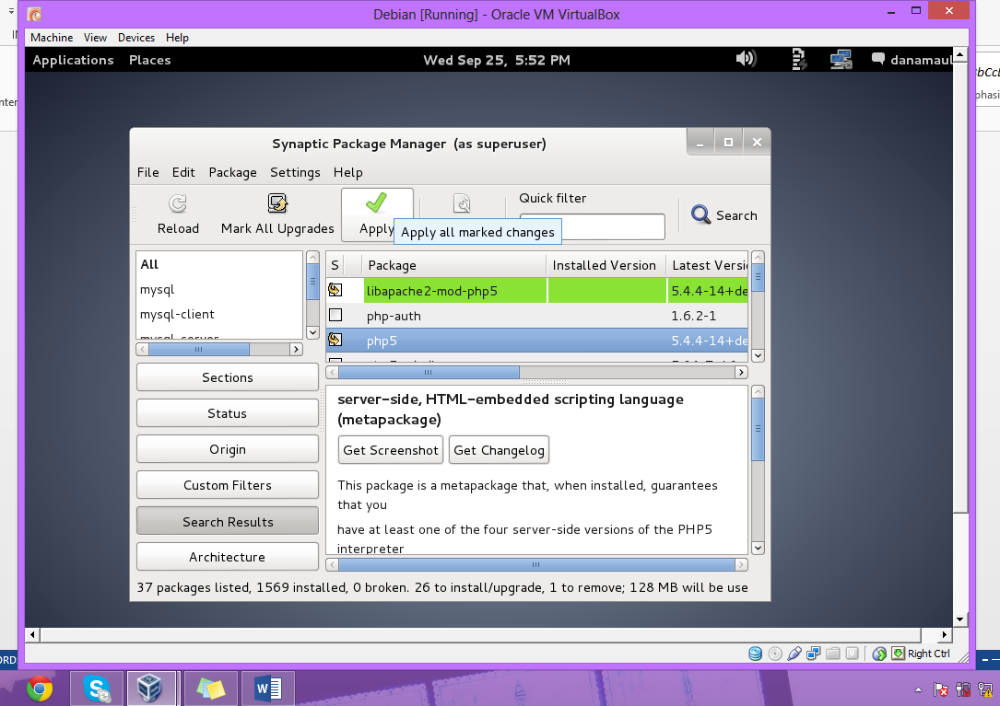 Debian [Running] - Oracle VM VirtualBox
Machine View Devices Help
Applications Places Wed Sep 25, 5:52 PM danamaul
Synaptic Package Manager (as superuser)
File Edit Package Settings Help
Reload Mark All Upgrades Apply Quick filter Search
Apply all marked changes
All
mysql
mysql-client
mysql-server
S Package Installed Version Latest Versi
libapache2-mod-php5 5.4.4-14+de
php-auth 1.6.2-1
php5 5.4.4-14+de
Sections
Status
Origin
Custom Filters
Search Results
Architecture
server-side, HTML-embedded scripting language
(metapackage)
Get Screenshot Get Changelog
This package is a metapackage that, when installed, guarantees
that you
have at least one of the four server-side versions of the PHP5
interpreter
37 packages listed, 1569 installed, 0 broken. 26 to install/upgrade, 1 to remove; 128 MB will be use
Right Ctrl